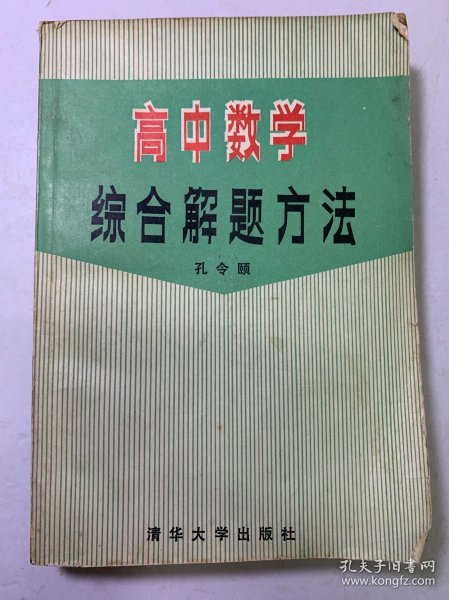 高中数学
综合解题方法
孔令颐
清华大学出版社
孔夫子旧书网
www.kongfz.com